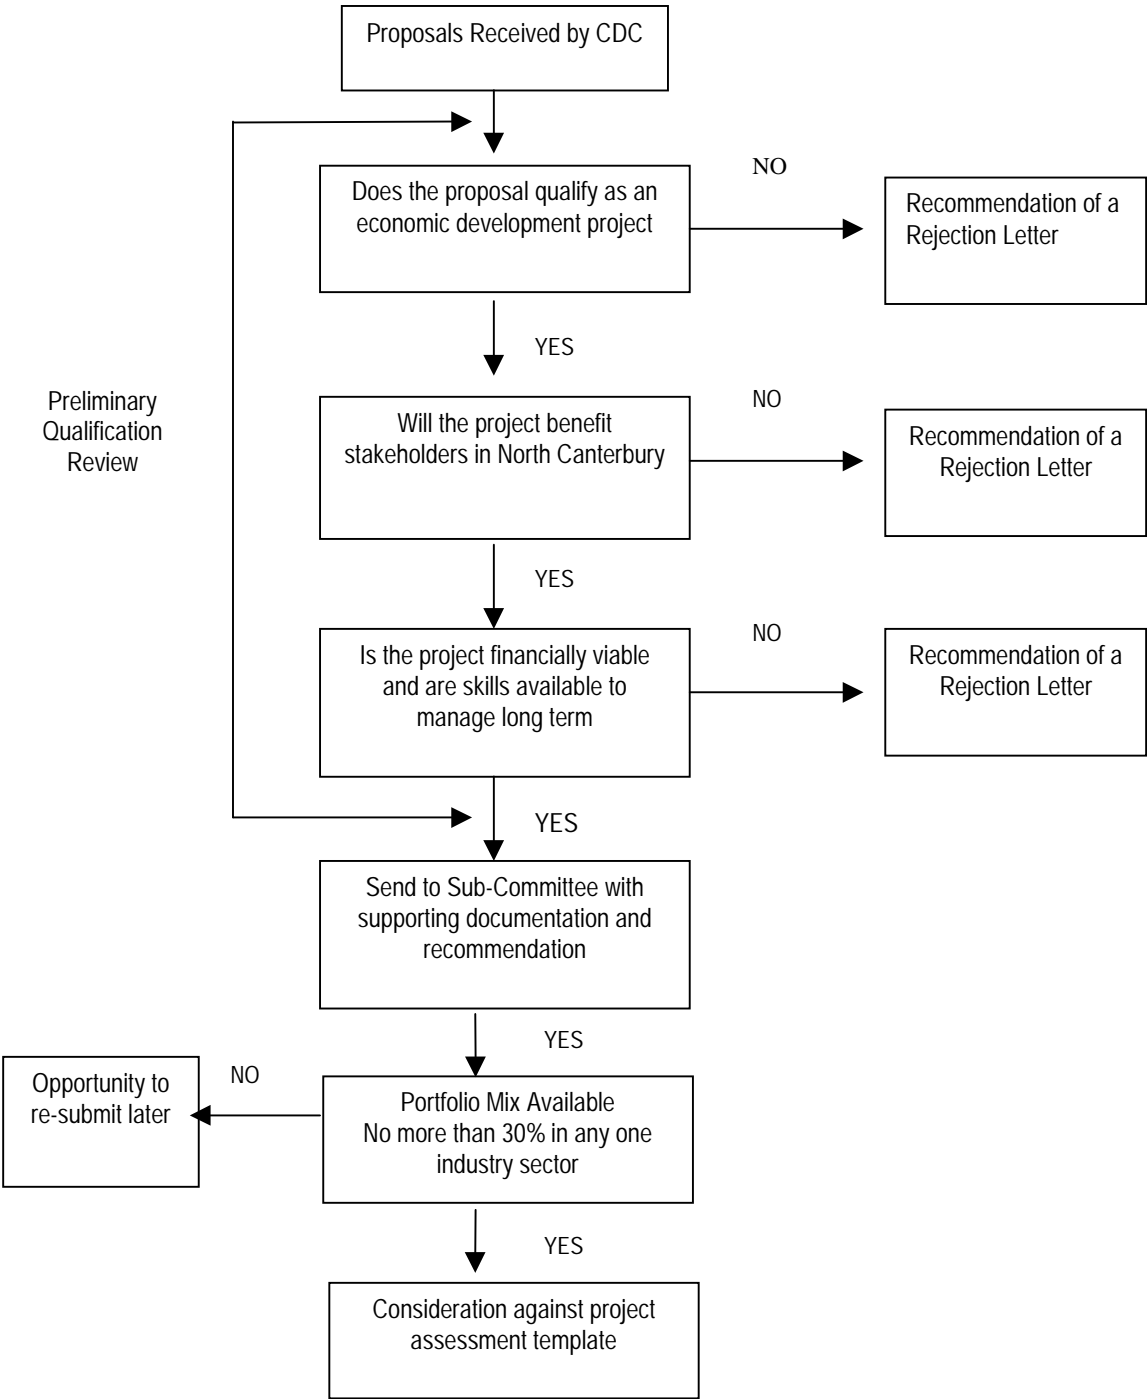 Proposals Received by CDC
Does the proposal qualify as an
economic development project
NO
Recommendation of a
Rejection Letter
YES
Preliminary
Qualification
Review
Will the project benefit
stakeholders in North Canterbury
NO
Recommendation of a
Rejection Letter
YES
Is the project financially viable
and are skills available to
manage long term
NO
Recommendation of a
Rejection Letter
YES
Send to Sub-Committee with
supporting documentation and
recommendation
YES
Opportunity to
re-submit later
NO
Portfolio Mix Available
No more than 30% in any one
industry sector
YES
Consideration against project
assessment template